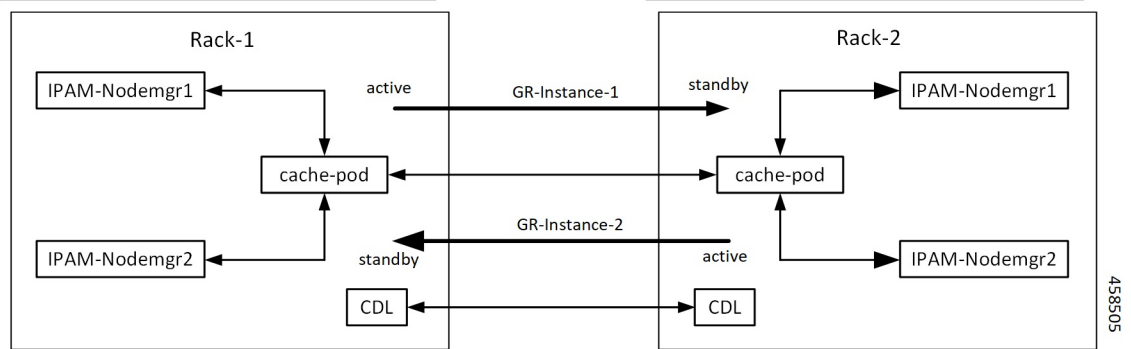 Rack-1
Rack-2
IPAM-Nodemgr1
active
GR-Instance-1
standby
IPAM-Nodemgr1
cache-pod
cache-pod
GR-Instance-2
IPAM-Nodemgr2
standby
active
IPAM-Nodemgr2
CDL
CDL
458505